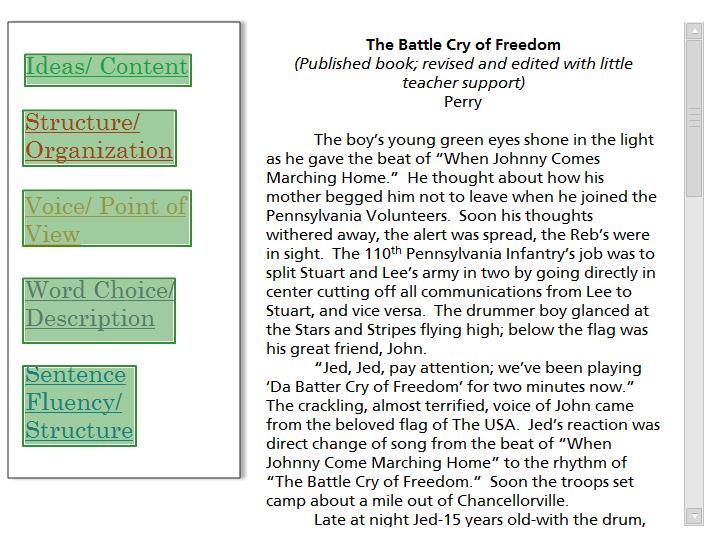 Ideas/ Content
Structure/
Organization
Voice/ Point of
View
Word Choice/
Description
Sentence
Fluency/
Structure
The Battle Cry of Freedom
(Published book; revised and edited with little
teacher support)
Perry
The boy's young green eyes shone in the light
as he gave the beat of "When Johnny Comes
Marching Home."  He thought about how his
mother begged him not to leave when he joined the
Pennsylvania Volunteers.  Soon his thoughts
withered away, the alert was spread, the Reb's were
in sight.  The 110th Pennsylvania Infantry's job was to
split Stuart and Lee's army in two by going directly in
center cutting off all communications from Lee to
Stuart, and vice versa.  The drummer boy glanced at
the Stars and Stripes flying high; below the flag was
his great friend, John.
"Jed, Jed, pay attention; we've been playing
'Da Batter Cry of Freedom' for two minutes now."
The crackling, almost terrified, voice of John came
from the beloved flag of The USA.  Jed's reaction was
direct change of song from the beat of "When
Johnny Come Marching Home" to the rhythm of
"The Battle Cry of Freedom."  Soon the troops set
camp about a mile out of Chancellorville.
Late at night Jed-15 years old-with the drum,